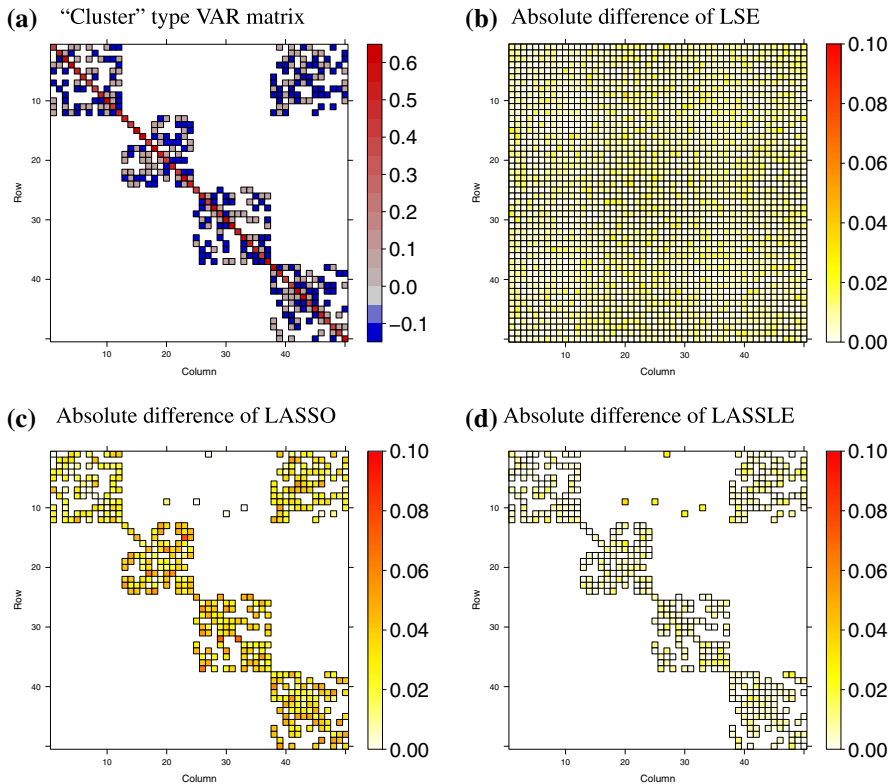 (a) “Cluster” type VAR matrix
Row
10
20
30
40
10 20 30 40
Column
0.6
0.5
0.4
0.3
0.2
0.1
0.0
−0.1
(b) Absolute difference of LSE
Row
10
20
30
40
10 20 30 40
Column
0.10
0.08
0.06
0.04
0.02
0.00
(c) Absolute difference of LASSO
Row
10
20
30
40
10 20 30 40
Column
0.10
0.08
0.06
0.04
0.02
0.00
(d) Absolute difference of LASSLE
Row
10
20
30
40
10 20 30 40
Column
0.10
0.08
0.06
0.04
0.02
0.00